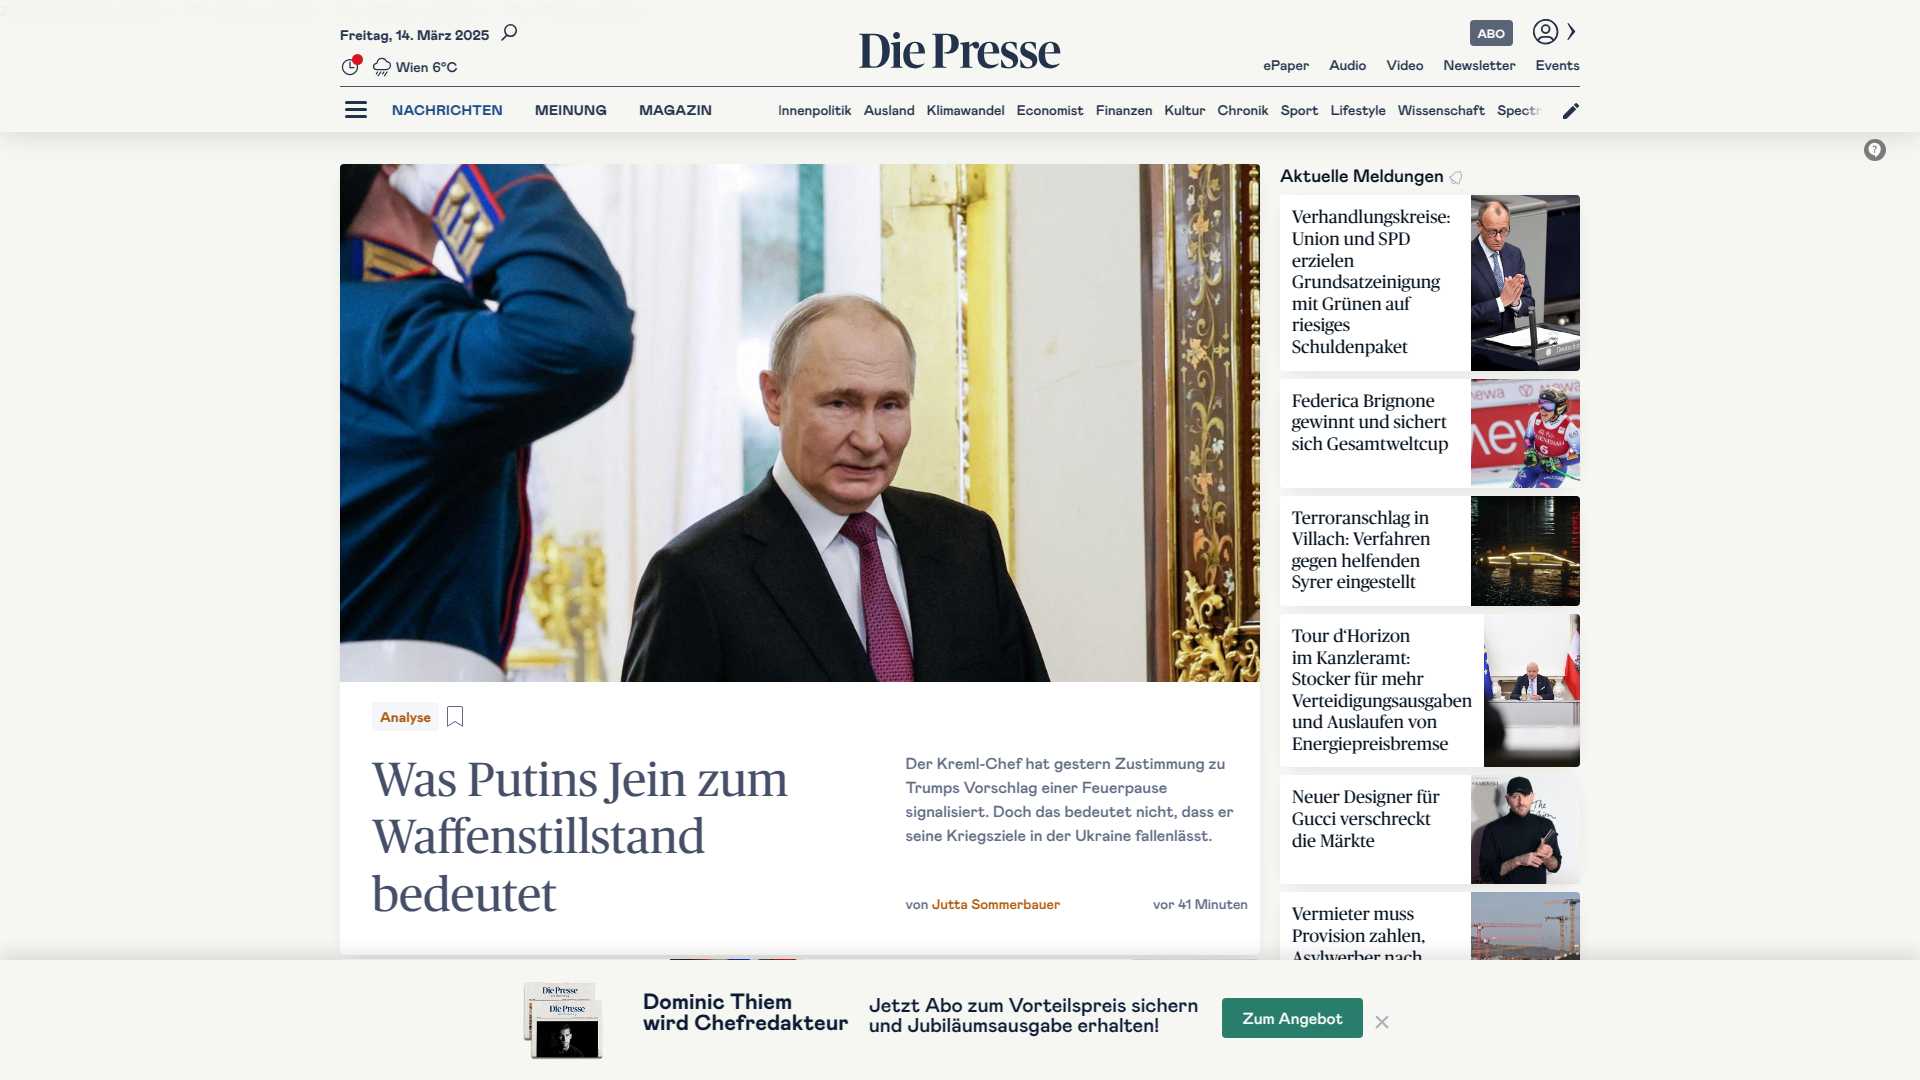 Freitag, 14. März 2025
Wien 6°C
Die Presse
ABO
ePaper Audio Video Newsletter Events
NACHRICHTEN MEINUNG MAGAZIN
Innenpolitik Ausland Klimawandel Economist Finanzen Kultur Chronik Sport Lifestyle Wissenschaft Spectr
Analyse
Was Putins Jein zum
Waffenstillstand
bedeutet
Der Kreml-Chef hat gestern Zustimmung zu
Trumps Vorschlag einer Feuerpause
signalisiert. Doch das bedeutet nicht, dass er
seine Kriegsziele in der Ukraine fallenlässt.
von Jutta Sommerbauer
vor 41 Minuten
Aktuelle Meldungen
Verhandlungskreise:
Union und SPD
erzielen
Grundsatzeinigung
mit Grünen auf
riesiges
Schuldenpaket
Federica Brignone
gewinnt und sichert
sich Gesamtweltcup
Terroranschlag in
Villach: Verfahren
gegen helfenden
Syrer eingestellt
Tour d‘Horizon
im Kanzleramt:
Stocker für mehr
Verteidigungsausgaben
und Auslaufen von
Energiepreisbremse
Neuer Designer für
Gucci verschreckt
die Märkte
Vermieter muss
Provision zahlen,
Asylwerber nach
Die Presse
Die Presse
Dominic Thiem
wird Chefredakteur
Jetzt Abo zum Vorteilspreis sichern
und Jubiläumsausgabe erhalten!
Zum Angebot